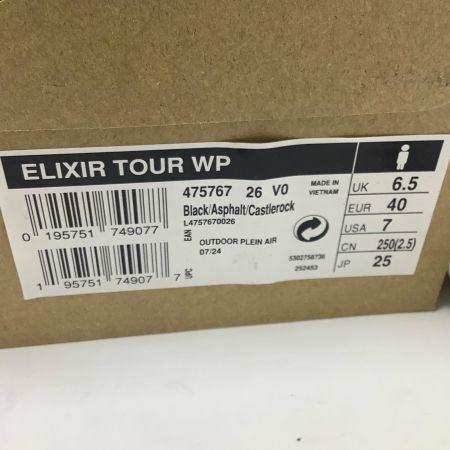 ELIXIR TOUR WP
475767 26 V0
Black/Asphalt/Castlerock
L4757670026
MADE IN
VIETNAM
0 195751 749077
EAN
OUTDOOR PLEIN AIR
07/24
1 95751 74907 7
UPC
5302758736
252453
UK 6.5
EUR 40
USA 7
CN 250(2.5)
JP 25